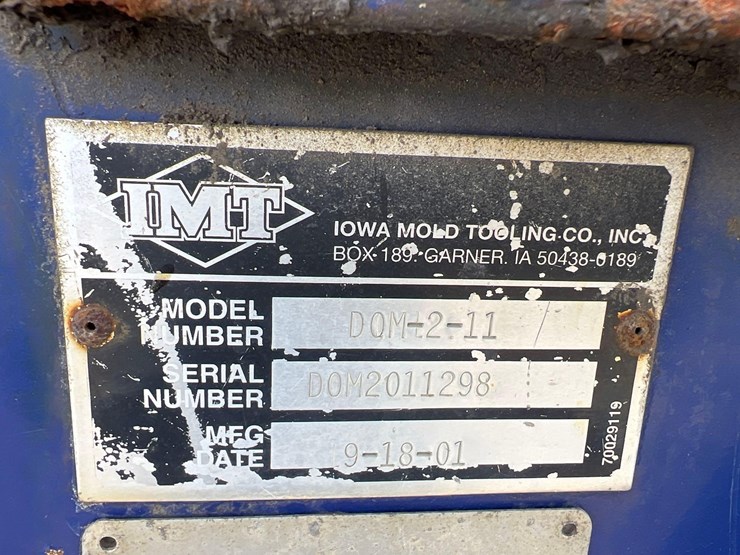 IMT
IOWA MOLD TOOLING CO., INC.
BOX 189. GARNER. IA 50438-0189
MODEL NUMBER DOM-2-11
SERIAL NUMBER DOM2011298
MFG DATE 9-18-01
70029119